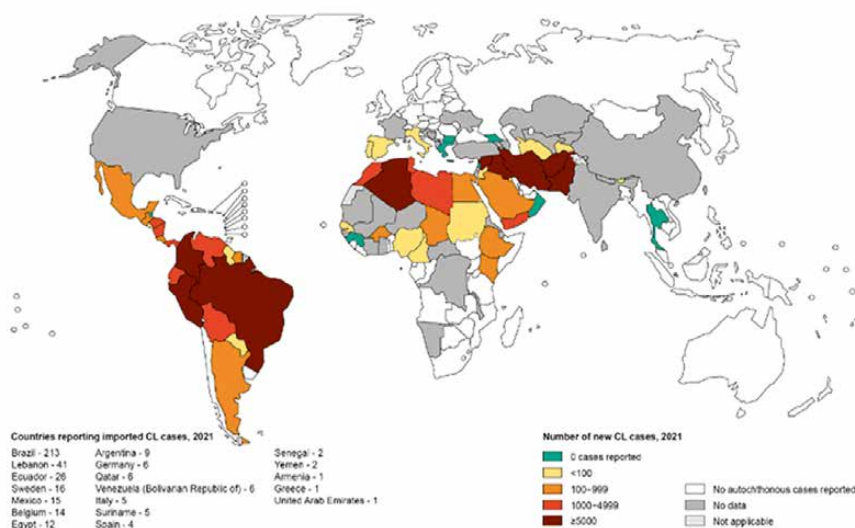 Countries reporting imported CL cases, 2021
Brazil - 213
Lebanon - 41
Ecuador - 26
Sweden - 16
Mexico - 15
Belgium - 14
Egypt - 12
Argentina - 9
Germany - 6
Qatar - 6
Venezuela (Bolivarian Republic of) - 6
Italy - 5
Suriname - 5
Spain - 4
Senegal - 2
Yemen - 2
Armenia - 1
Greece - 1
United Arab Emirates - 1
Number of new CL cases, 2021
0 cases reported
<100
100-999
1000-4999
≥5000
No autochthonous cases reported
No data
Not applicable